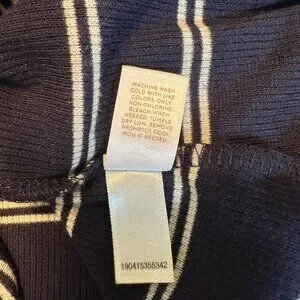 MACHINE WASH
COLD WITH LIKE
COLORS. ONLY
NON-CHLORINE
BLEACH WHEN
NEEDED. TUMBLE
DRY LOW. REMOVE
PROMPTLY. COOL
IRON IF NEEDED.
190415355342